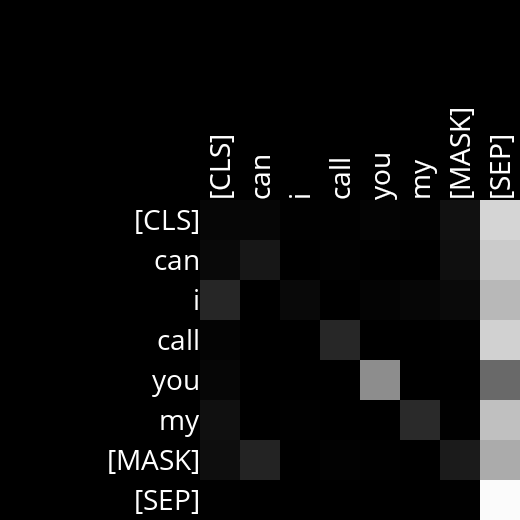 [CLS] can i call you my [MASK] [SEP]
[CLS]
can
i
call
you
my
[MASK]
[SEP]